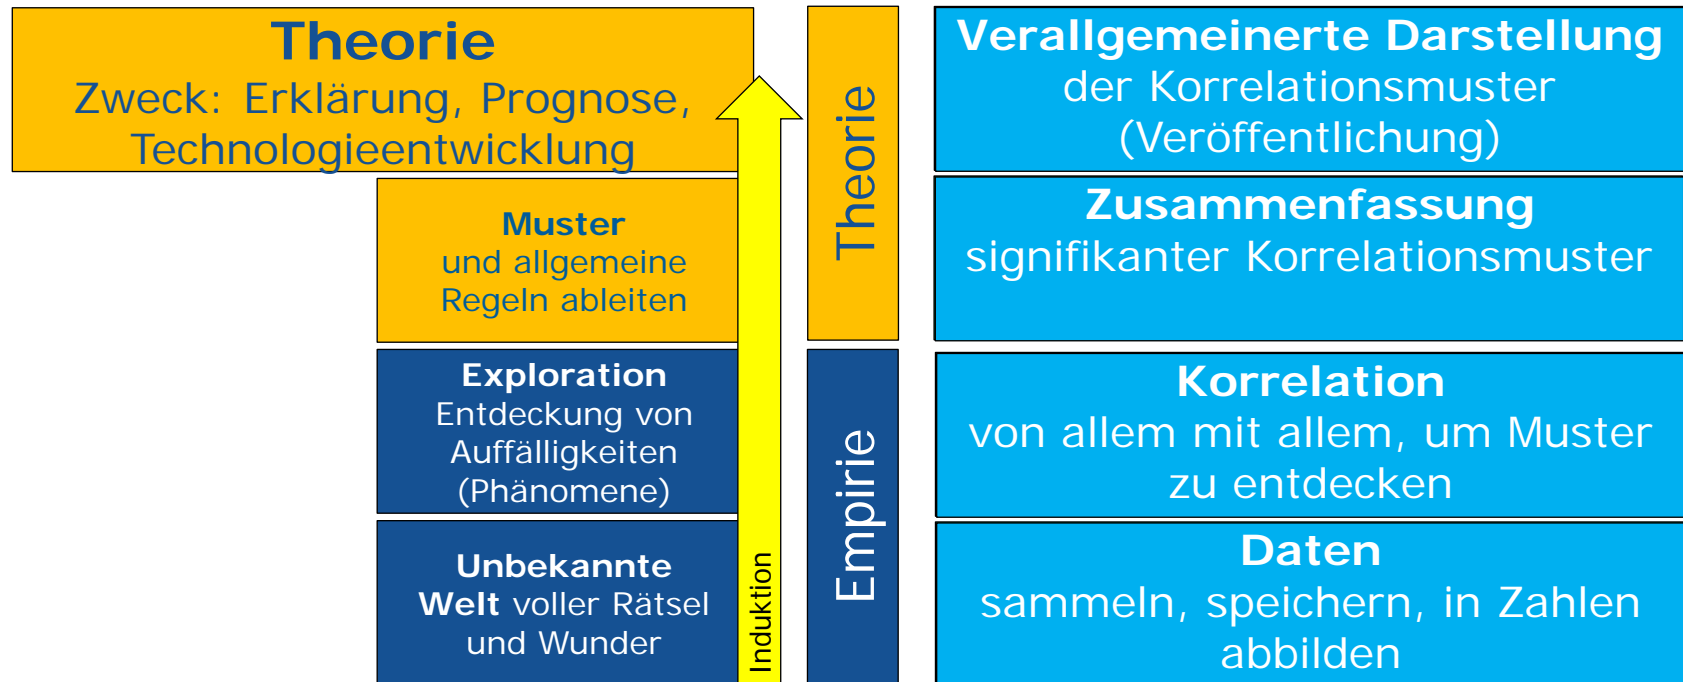 Theorie
Zweck: Erklärung, Prognose,
Technologieentwicklung
Muster
und allgemeine
Regeln ableiten
Exploration
Entdeckung von
Auffälligkeiten
(Phänomene)
Unbekannte
Welt voller Rätsel
und Wunder
Induktion
Theorie
Empirie
Verallgemeinerte Darstellung
der Korrelationsmuster
(Veröffentlichung)
Zusammenfassung
signifikanter Korrelationsmuster
Korrelation
von allem mit allem, um Muster
zu entdecken
Daten
sammeln, speichern, in Zahlen
abbilden